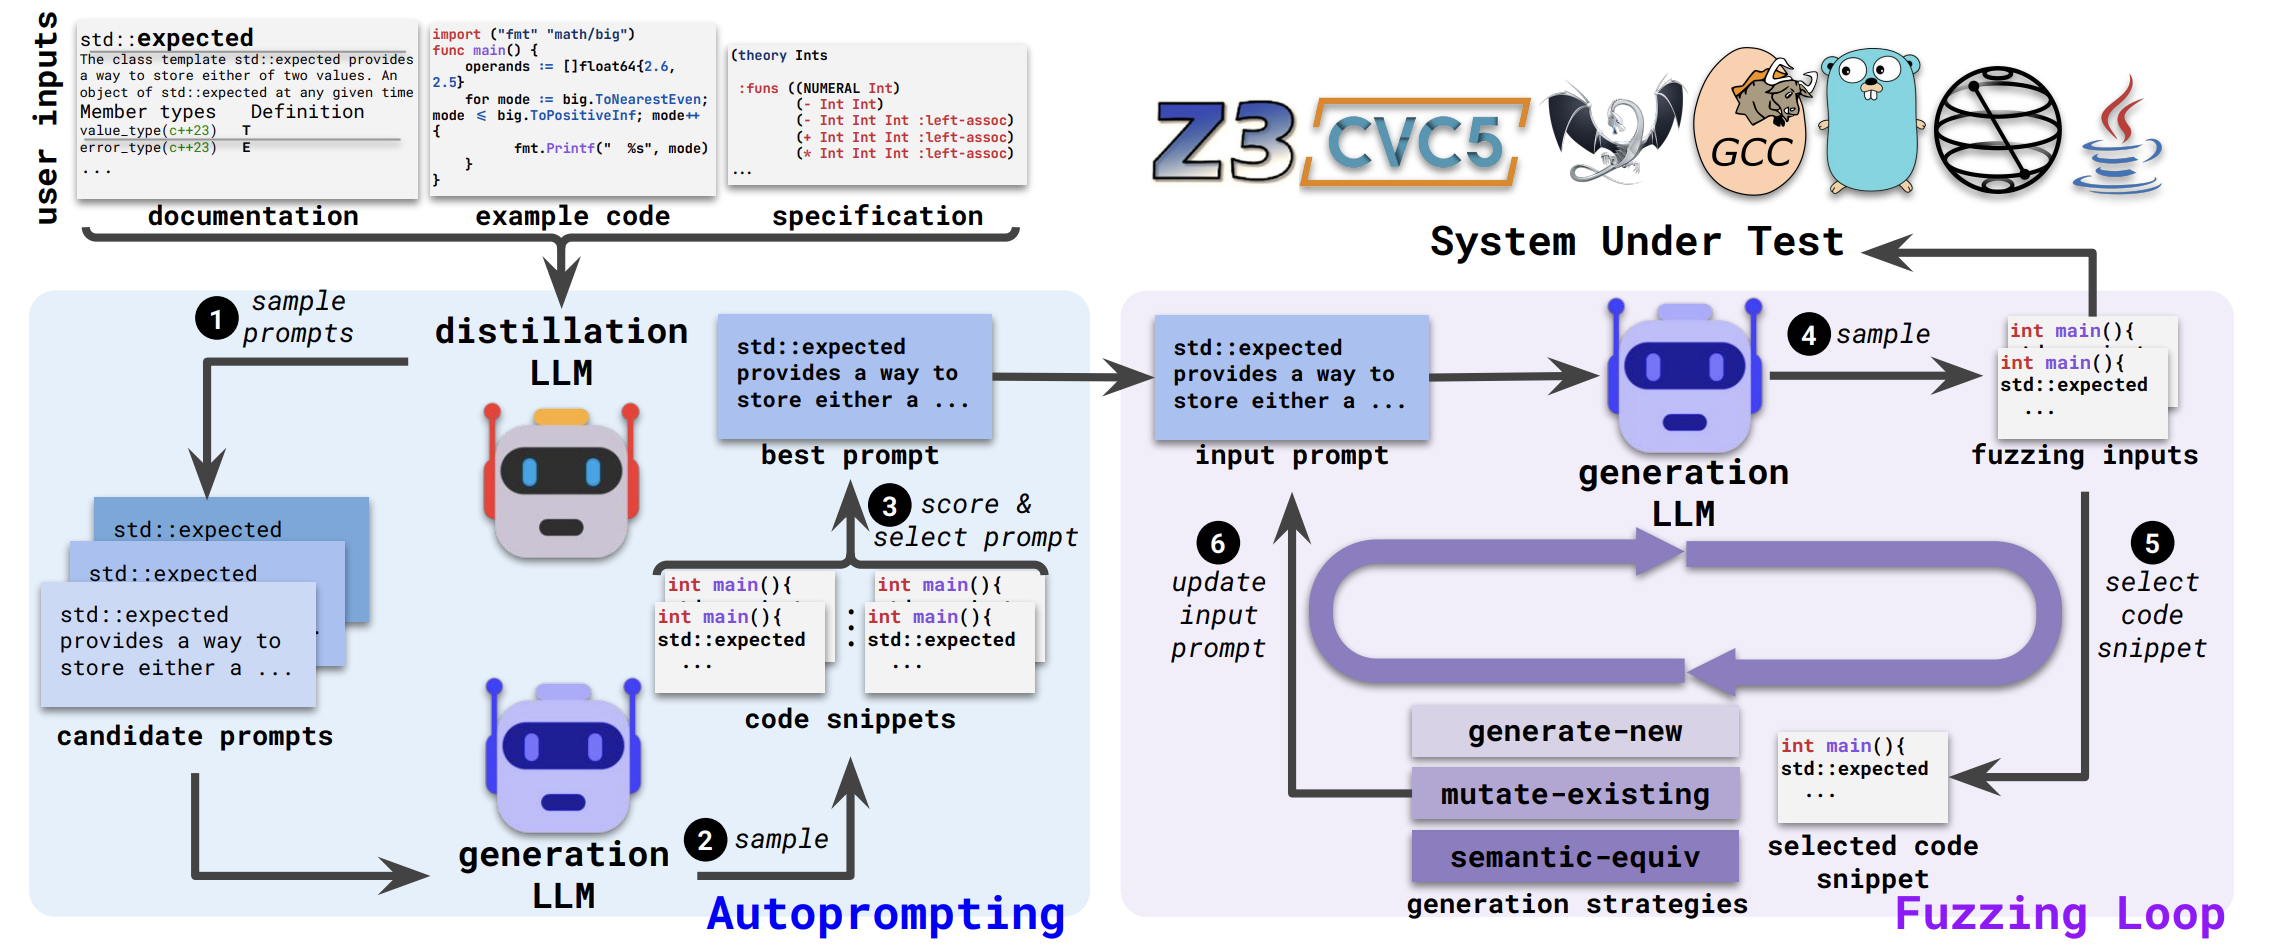 user inputs
std::expected
The class template std::expected provides
a way to store either of two values. An
object of std::expected at any given time
Member types Definition
value_type(c++23) T
error_type(c++23) E
...
documentation
import ("fmt" "math/big")
func main() {
operands := []float64{2.6,
2.5}
for mode := big.ToNearestEven;
mode <= big.ToPositiveInf; mode++
{
fmt.Printf(" %s", mode)
}
}
example code
(theory Ints
:funs ((NUMERAL Int)
(- Int Int)
(- Int Int Int :left-assoc)
(+ Int Int Int :left-assoc)
(* Int Int Int :left-assoc)
...
specification
Z3
CVC5
GCC
System Under Test
1 sample
prompts
distillation
LLM
std::expected
std::expected
std::expected
provides a way to
store either a ...
candidate prompts
generation
LLM
2 sample
int main(){
int main(){
std::expected
...
int main(){
int main(){
std::expected
...
code snippets
3 score &
select prompt
std::expected
provides a way to
store either a ...
best prompt
Autoprompting
std::expected
provides a way to
store either a ...
input prompt
generation
LLM
4 sample
int main(){
int main(){
std::expected
...
fuzzing inputs
5
select
code
snippet
6
update
input
prompt
generate-new
mutate-existing
semantic-equiv
generation strategies
int main(){
std::expected
...
selected code
snippet
Fuzzing Loop